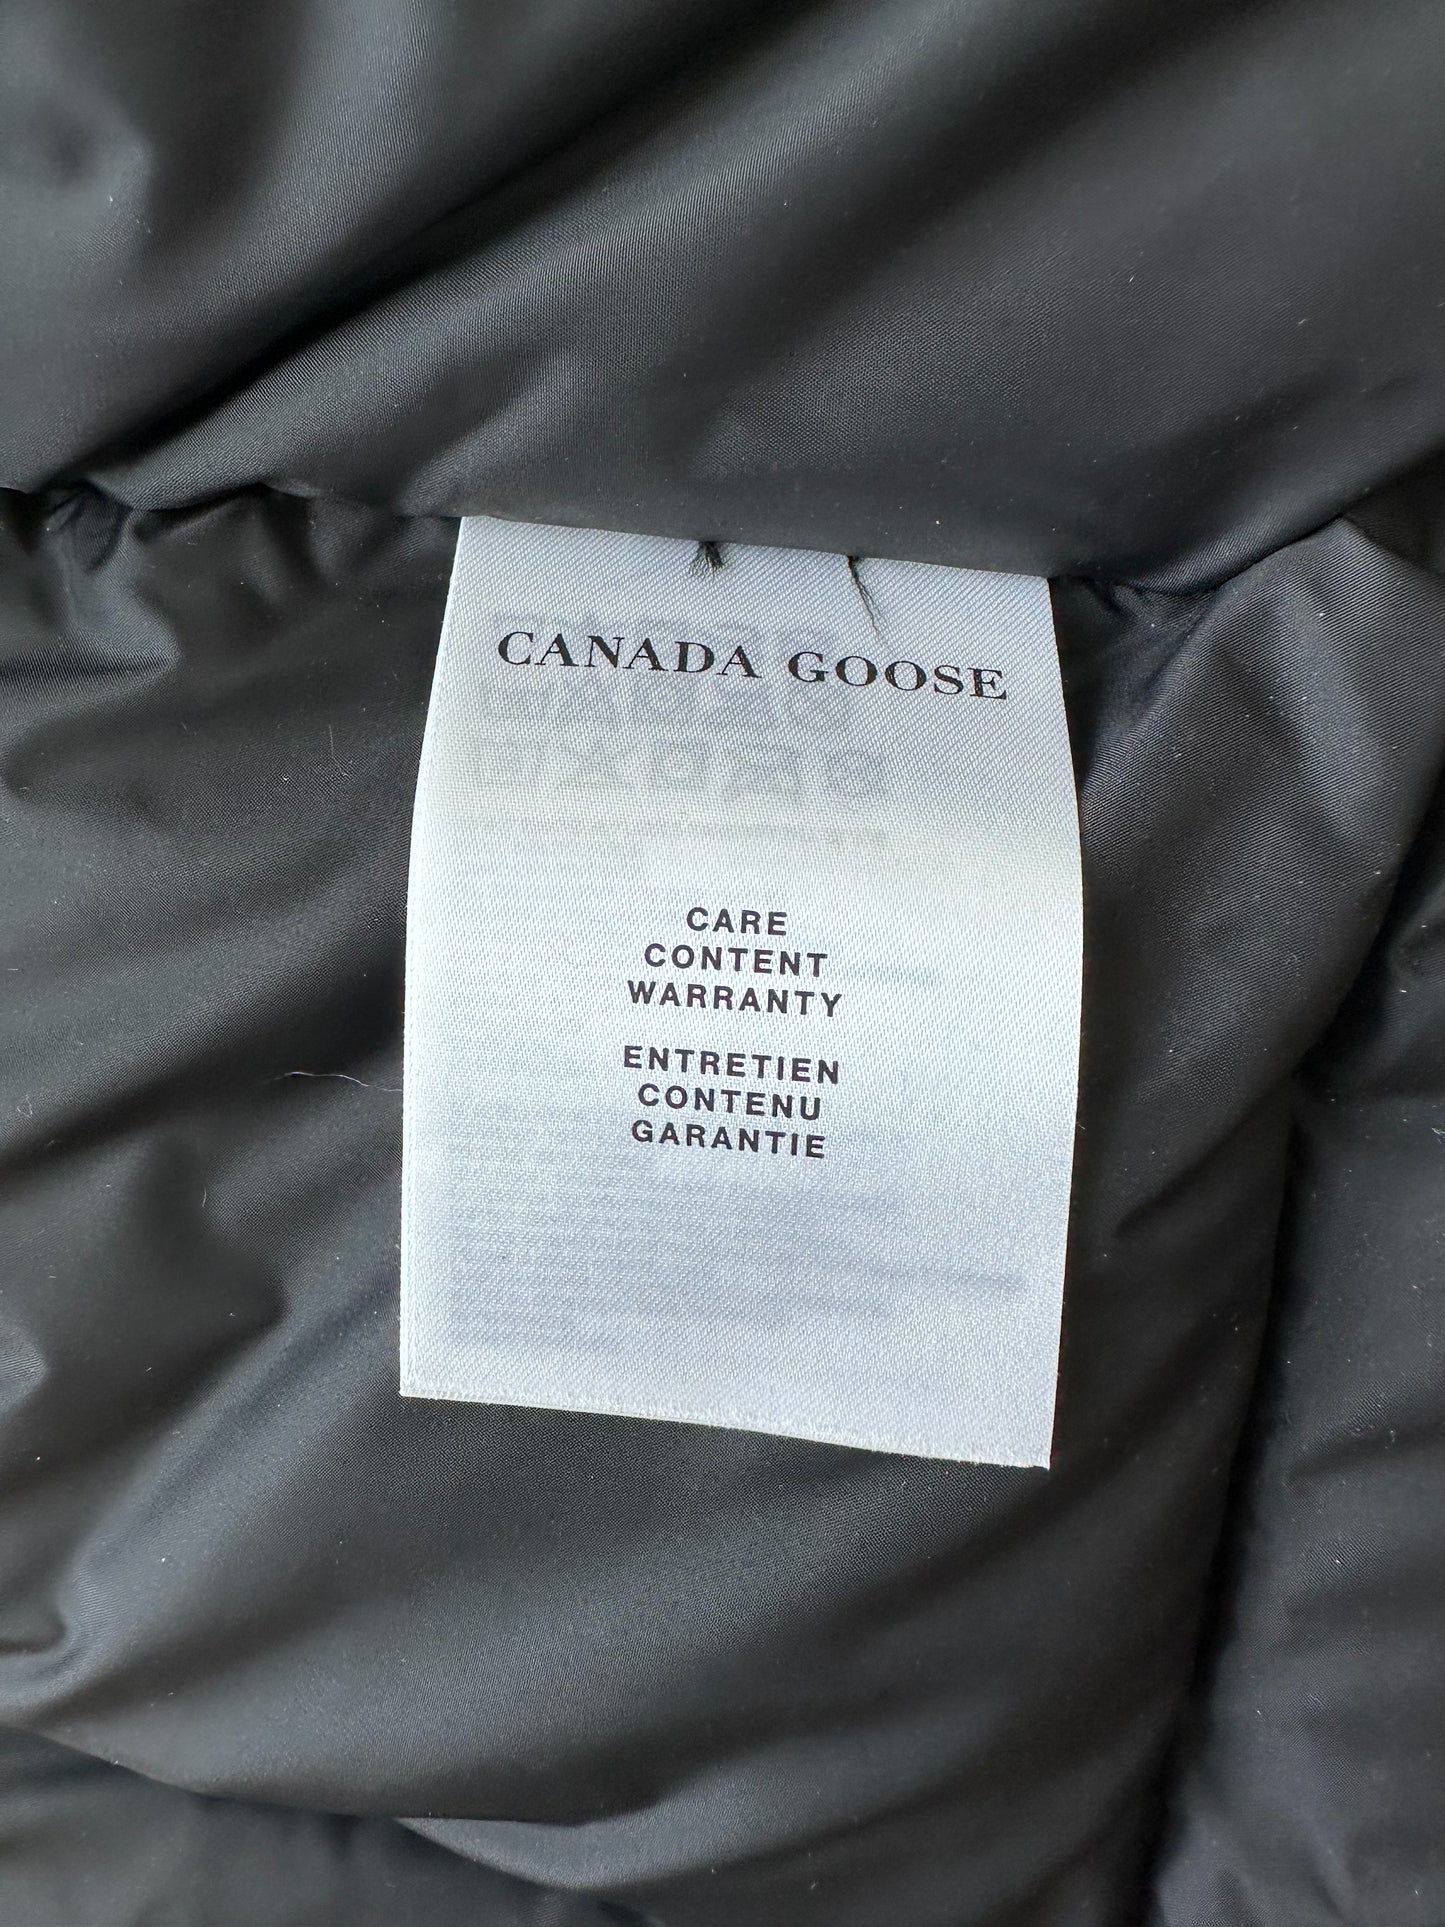 CANADA GOOSE
CARE
CONTENT
WARRANTY
ENTRETIEN
CONTENU
GARANTIE